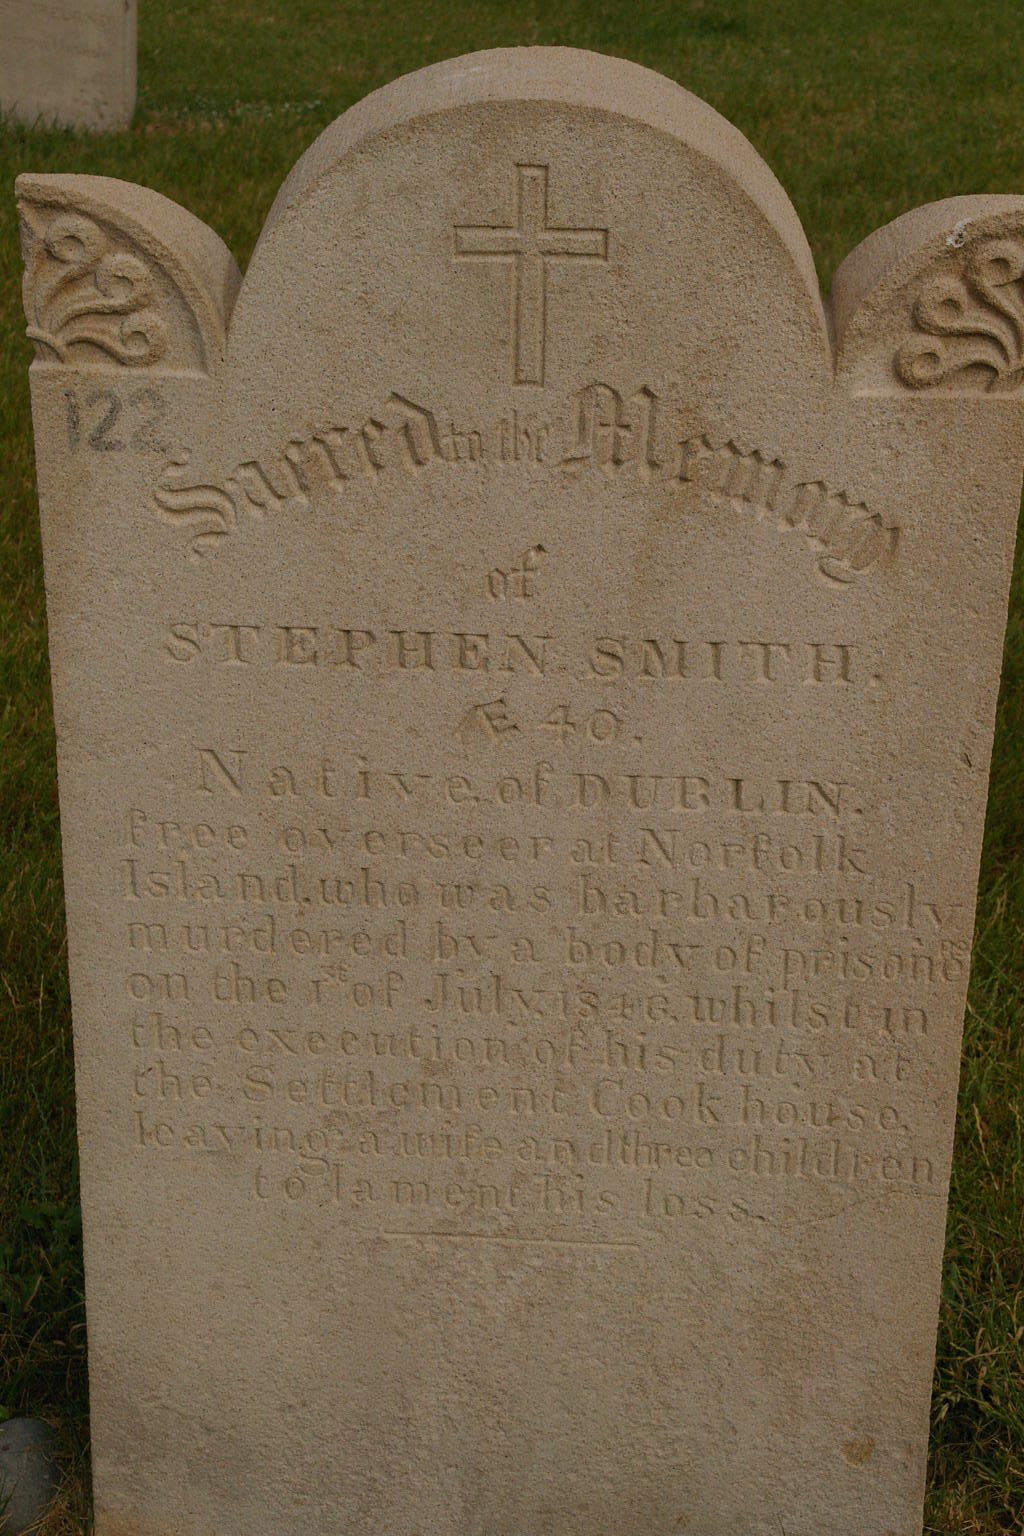 122
Sacred to the Memory
of
STEPHEN SMITH.
Æ 40.
Native of DUBLIN.
free overseer at Norfolk
Island, who was barbarously
murdered by a body of prisoners
on the 1st of July, 1846, whilst in
the execution of his duty at
the Settlement Cook house,
leaving a wife and three children
to lament his loss.